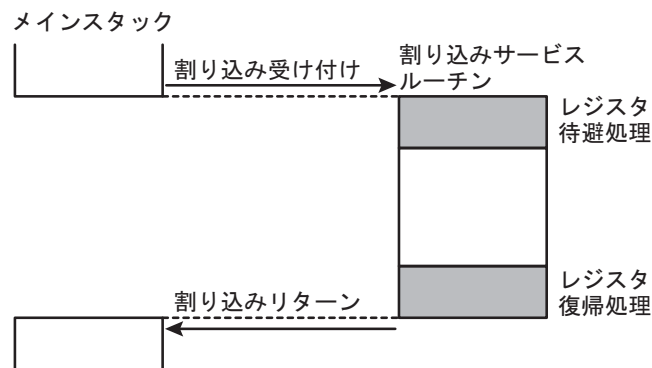 メインスタック
割り込み受け付け
割り込みサービス
ルーチン
レジスタ
待避処理
レジスタ
復帰処理
割り込みリターン